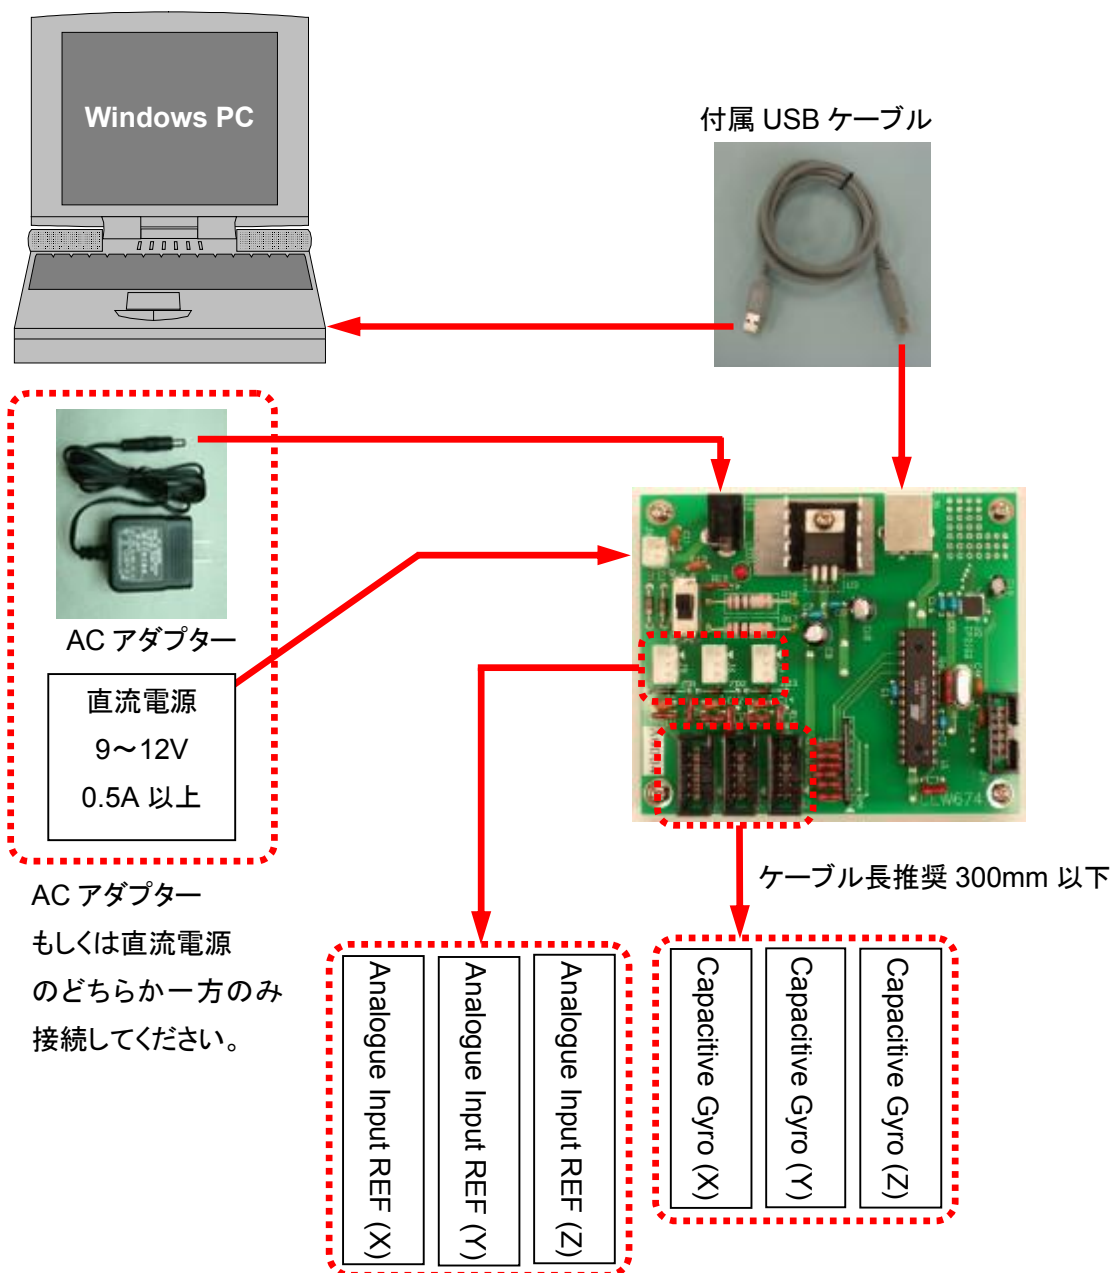 Windows PC
付属 USB ケーブル
AC アダプター
直流電源
9～12V
0.5A 以上
AC アダプター
もしくは直流電源
のどちらか一方のみ
接続してください。
ケーブル長推奨 300mm 以下
Analogue Input REF (X)
Analogue Input REF (Y)
Analogue Input REF (Z)
Capacitive Gyro (X)
Capacitive Gyro (Y)
Capacitive Gyro (Z)